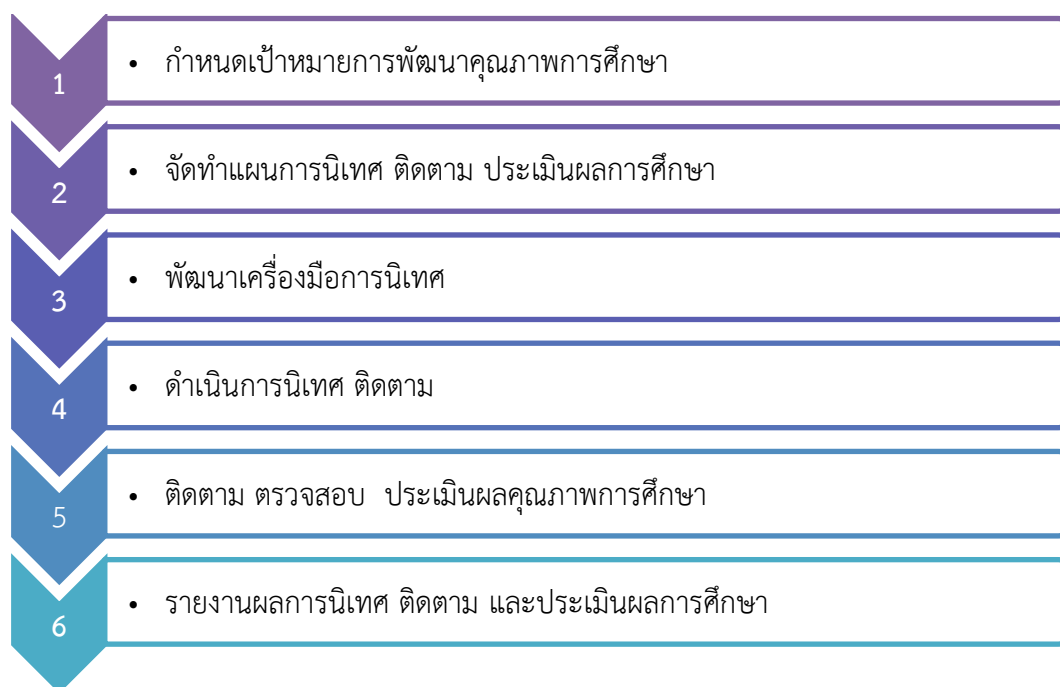 1
• กำหนดเป้าหมายการพัฒนาคุณภาพการศึกษา
2
• จัดทำแผนการนิเทศ ติดตาม ประเมินผลการศึกษา
3
• พัฒนาเครื่องมือการนิเทศ
4
• ดำเนินการนิเทศ ติดตาม
5
• ติดตาม ตรวจสอบ  ประเมินผลคุณภาพการศึกษา
6
• รายงานผลการนิเทศ ติดตาม และประเมินผลการศึกษา